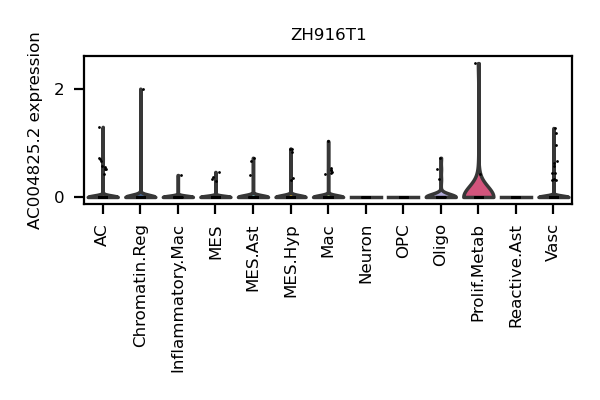 ZH916T1
AC004825.2 expression
2
0
AC
Chromatin.Reg
Inflammatory.Mac
MES
MES.Ast
MES.Hyp
Mac
Neuron
OPC
Oligo
Prolif.Metab
Reactive.Ast
Vasc